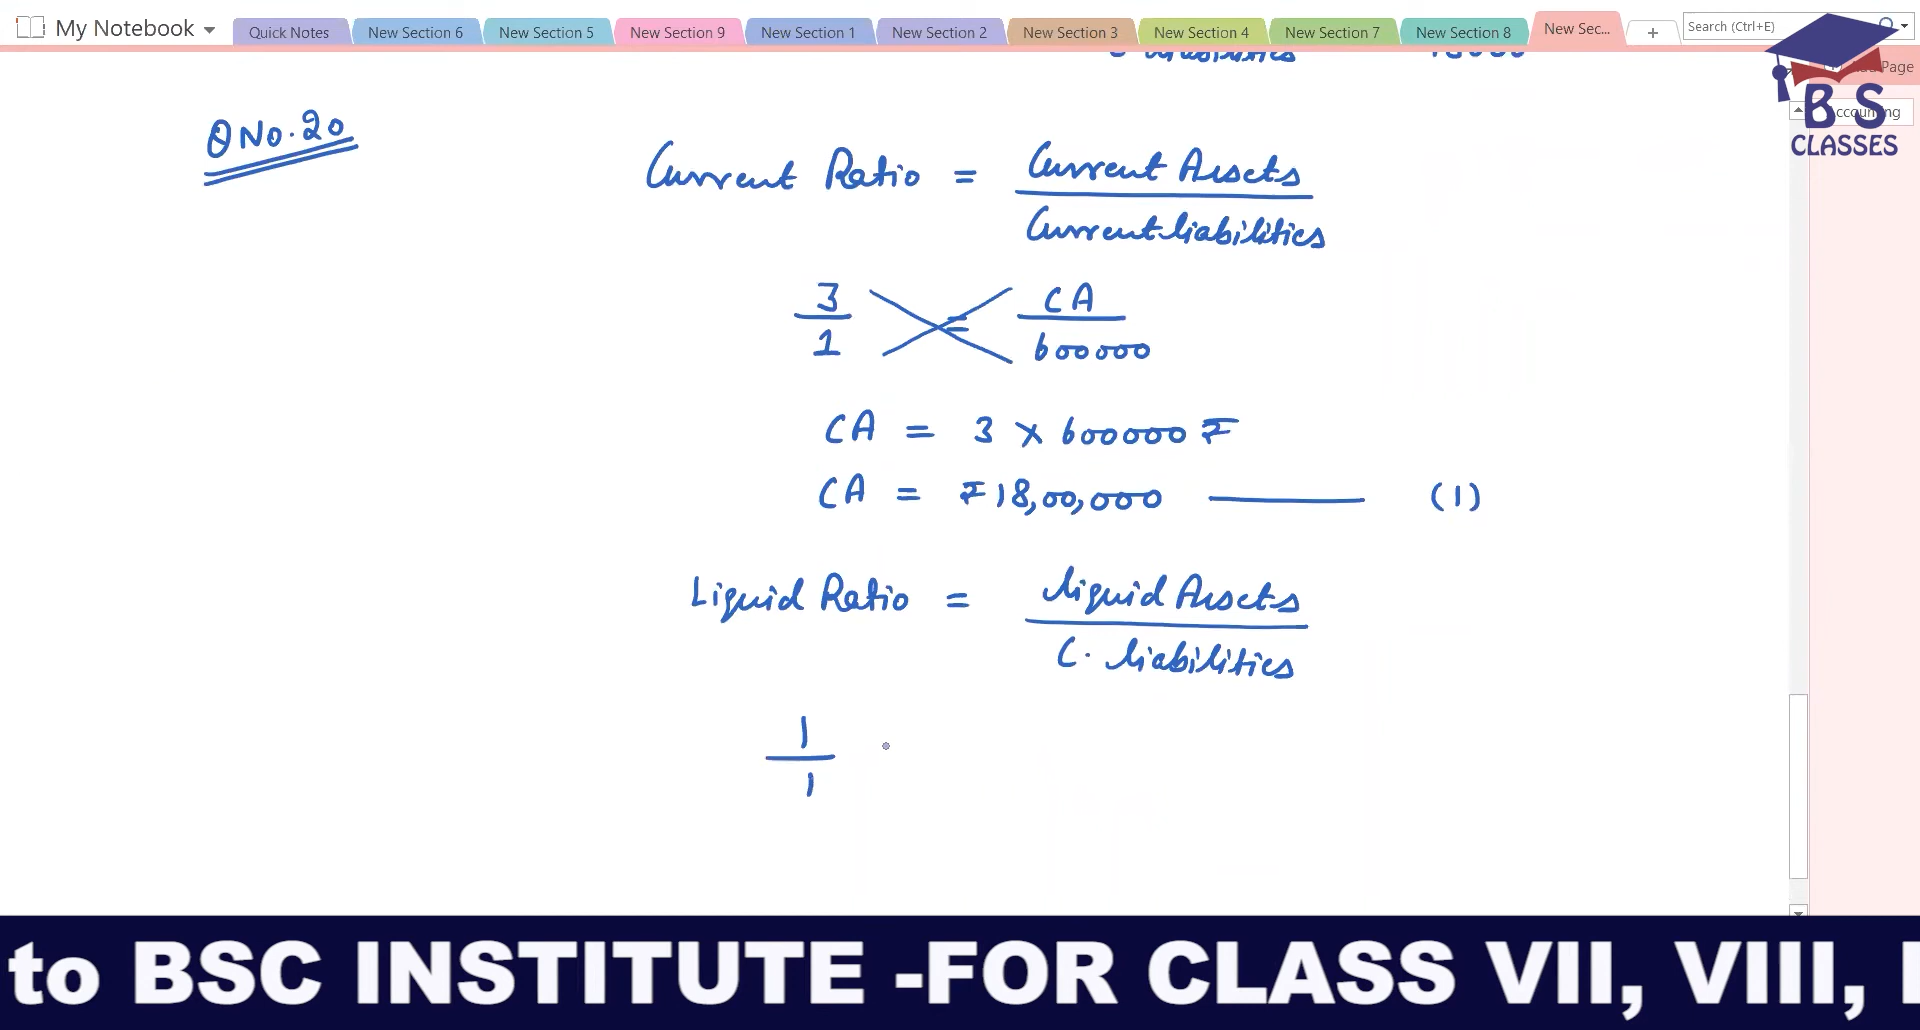 My Notebook
Quick Notes
New Section 6
New Section 5
New Section 9
New Section 1
New Section 2
New Section 3
New Section 4
New Section 7
New Section 8
New Sec...
+
Search (Ctrl+E)
Page
B S
CLASSES
Q No. 20
Current Ratio = Current Assets
Current liabilities
3 = CA
1 600000
CA = 3 × 600000 ₹
CA = ₹18,00,000 (1)
Liquid Ratio = liquid Assets
C. liabilities
1
1
to BSC INSTITUTE -FOR CLASS VII, VIII,